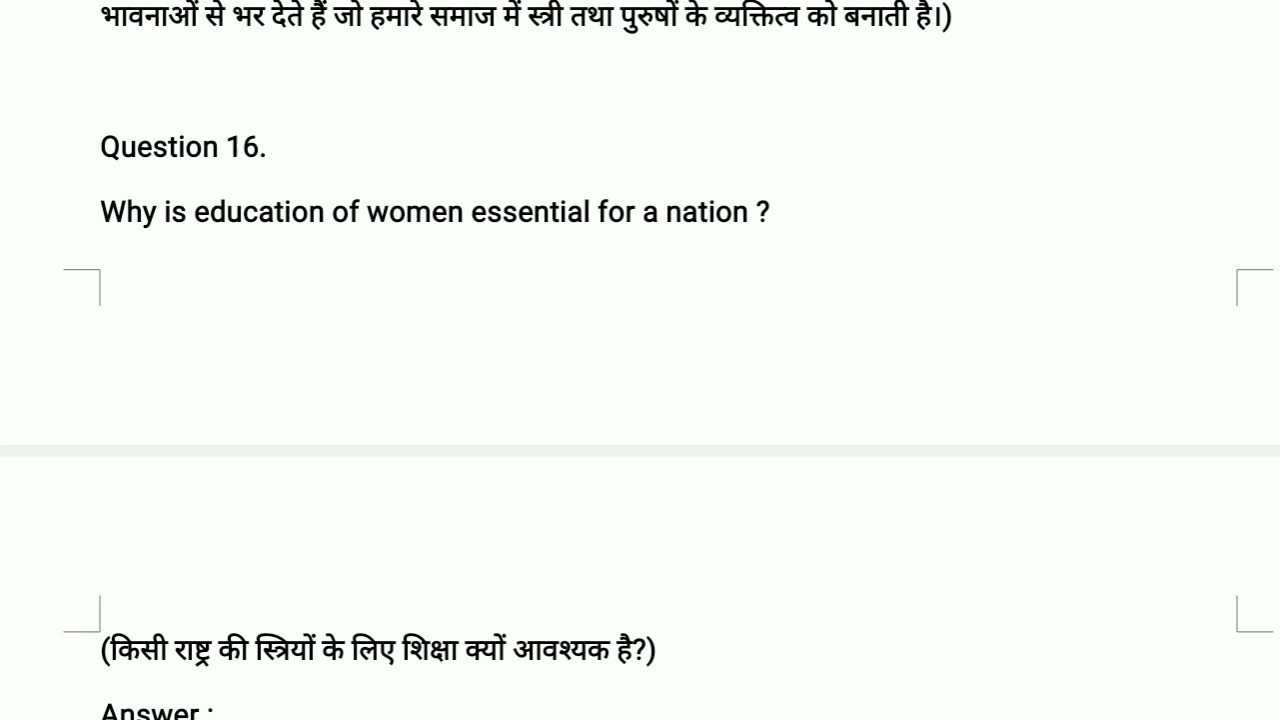 भावनाओं से भर देते हैं जो हमारे समाज में स्त्री तथा पुरुषों के व्यक्तित्व को बनाती है।)
Question 16.
Why is education of women essential for a nation ?
(किसी राष्ट्र की स्त्रियों के लिए शिक्षा क्यों आवश्यक है?)
Answer :